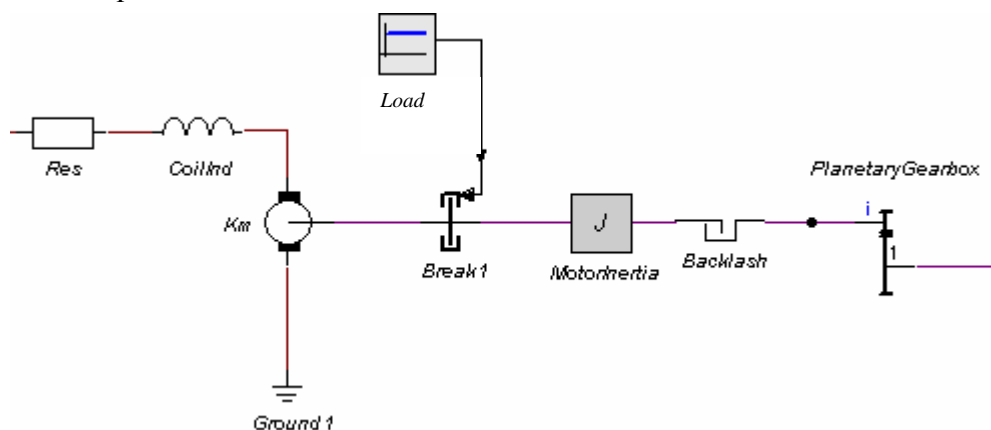 Load
Res
CoilInd
PlanetaryGearbox
Km
i
J
1
Break1
MotorInertia
Backlash
Ground1